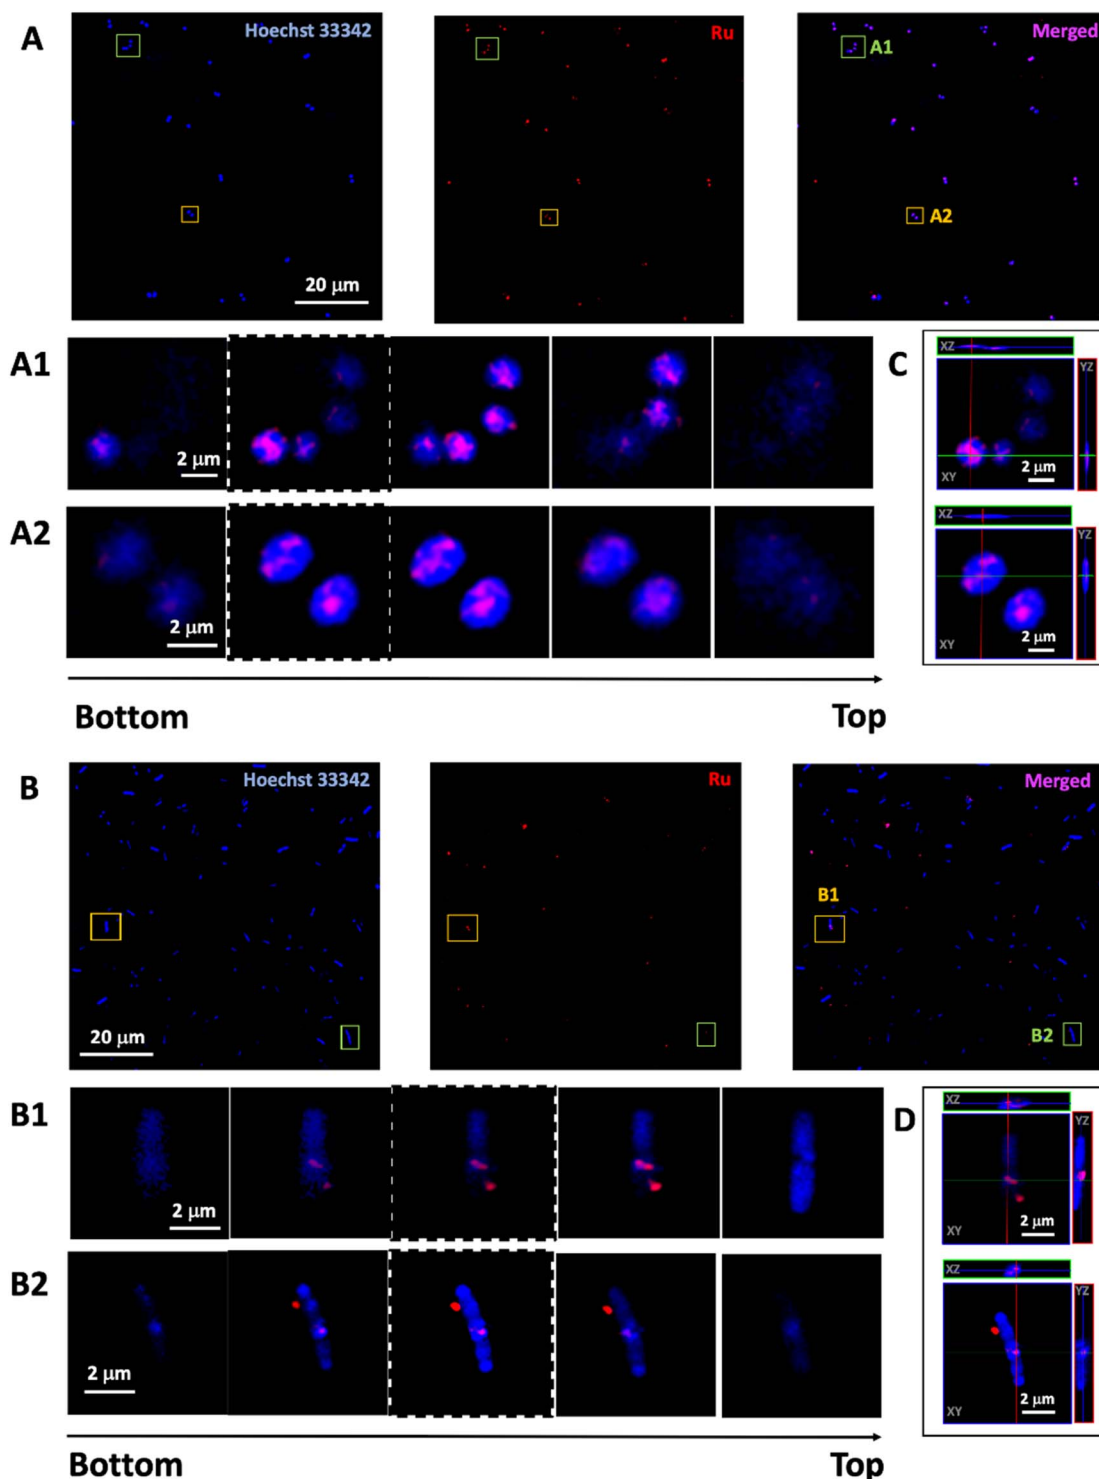 A
Hoechst 33342
Ru
Merged
A1
A2
20 μm
A1
2 μm
C
XZ
YZ
XY
2 μm
A2
2 μm
XZ
YZ
XY
2 μm
Bottom
Top
B
Hoechst 33342
Ru
Merged
B1
B2
20 μm
B1
2 μm
D
XZ
YZ
XY
2 μm
B2
2 μm
XZ
YZ
XY
2 μm
Bottom
Top